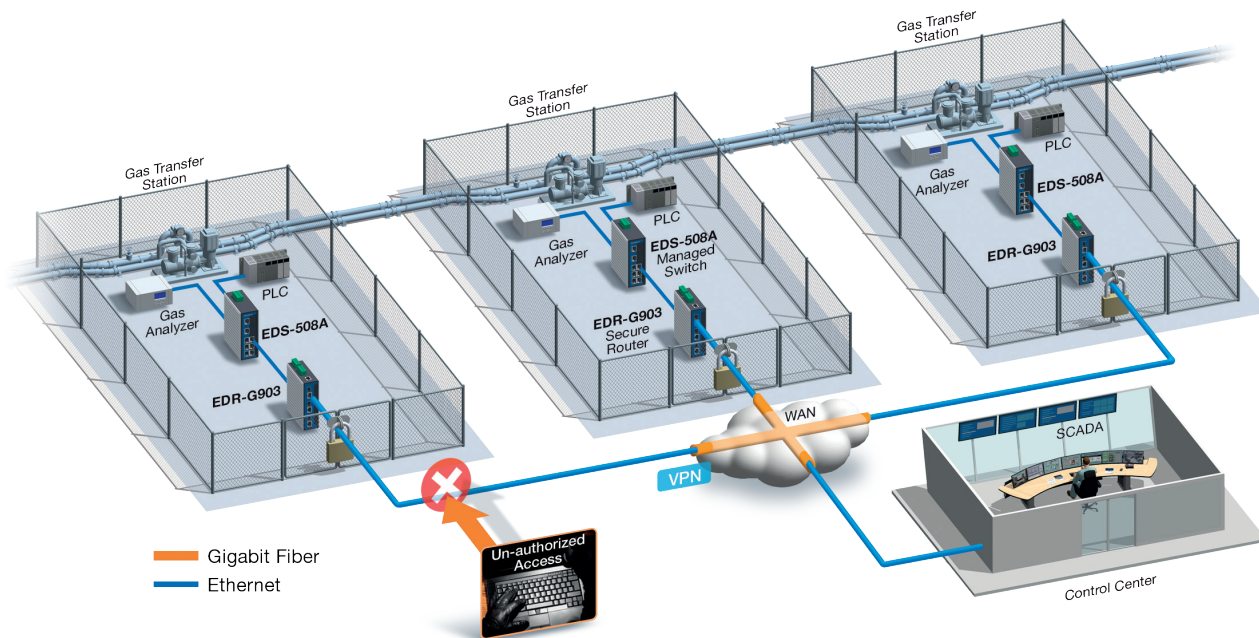 Gas Transfer
Station
Gas
Analyzer
PLC
EDS-508A
EDR-G903
Gas Transfer
Station
Gas
Analyzer
PLC
EDS-508A
Managed
Switch
EDR-G903
Secure
Router
Gas Transfer
Station
Gas
Analyzer
PLC
EDS-508A
EDR-G903
WAN
VPN
SCADA
Control Center
Un-authorized
Access
Gigabit Fiber
Ethernet